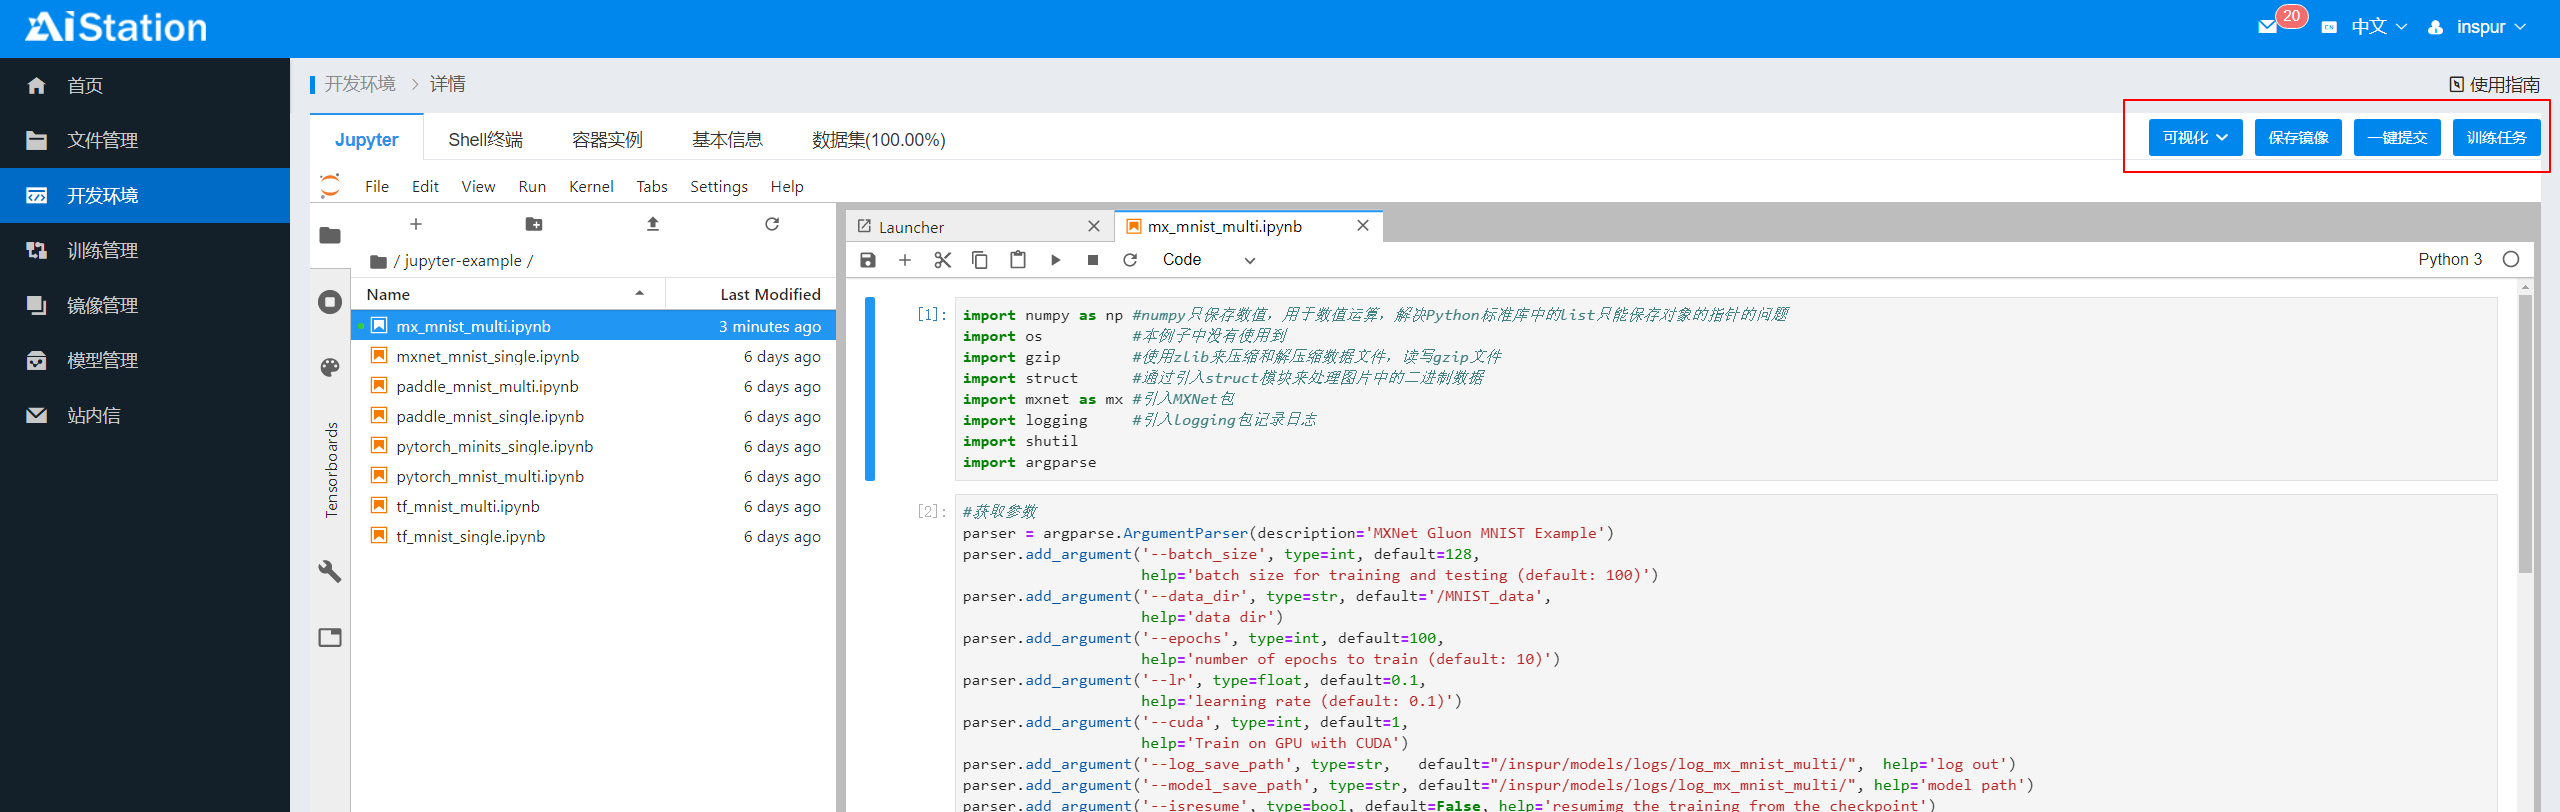 AiStation
20
EN
中文
inspur
首页
文件管理
开发环境
训练管理
镜像管理
模型管理
站内信
开发环境 > 详情
使用指南
Jupyter Shell终端 容器实例 基本信息 数据集(100.00%)
可视化 保存镜像 一键提交 训练任务
File Edit View Run Kernel Tabs Settings Help
/ jupyter-example /
Name Last Modified
mx_mnist_multi.ipynb 3 minutes ago
mxnet_mnist_single.ipynb 6 days ago
paddle_mnist_multi.ipynb 6 days ago
paddle_mnist_single.ipynb 6 days ago
pytorch_minits_single.ipynb 6 days ago
pytorch_mnist_multi.ipynb 6 days ago
tf_mnist_multi.ipynb 6 days ago
tf_mnist_single.ipynb 6 days ago
Tensorboards
Launcher
mx_mnist_multi.ipynb
Code
Python 3
[1]:
import numpy as np #numpy只保存数值，用于数值运算，解决Python标准库中的list只能保存对象的指针的问题
import os #本例子中没有使用到
import gzip #使用zlib来压缩和解压缩数据文件，读写gzip文件
import struct #通过引入struct模块来处理图片中的二进制数据
import mxnet as mx #引入MXNet包
import logging #引入logging包记录日志
import shutil
import argparse
[2]:
#获取参数
parser = argparse.ArgumentParser(description='MXNet Gluon MNIST Example')
parser.add_argument('--batch_size', type=int, default=128,
help='batch size for training and testing (default: 100)')
parser.add_argument('--data_dir', type=str, default='/MNIST_data',
help='data dir')
parser.add_argument('--epochs', type=int, default=100,
help='number of epochs to train (default: 10)')
parser.add_argument('--lr', type=float, default=0.1,
help='learning rate (default: 0.1)')
parser.add_argument('--cuda', type=int, default=1,
help='Train on GPU with CUDA')
parser.add_argument('--log_save_path', type=str, default="/inspur/models/logs/log_mx_mnist_multi/", help='log out')
parser.add_argument('--model_save_path', type=str, default="/inspur/models/logs/log_mx_mnist_multi/", help='model path')
parser.add_argument('--isresume', type=bool, default=False, help='resuming the training from the checkpoint')